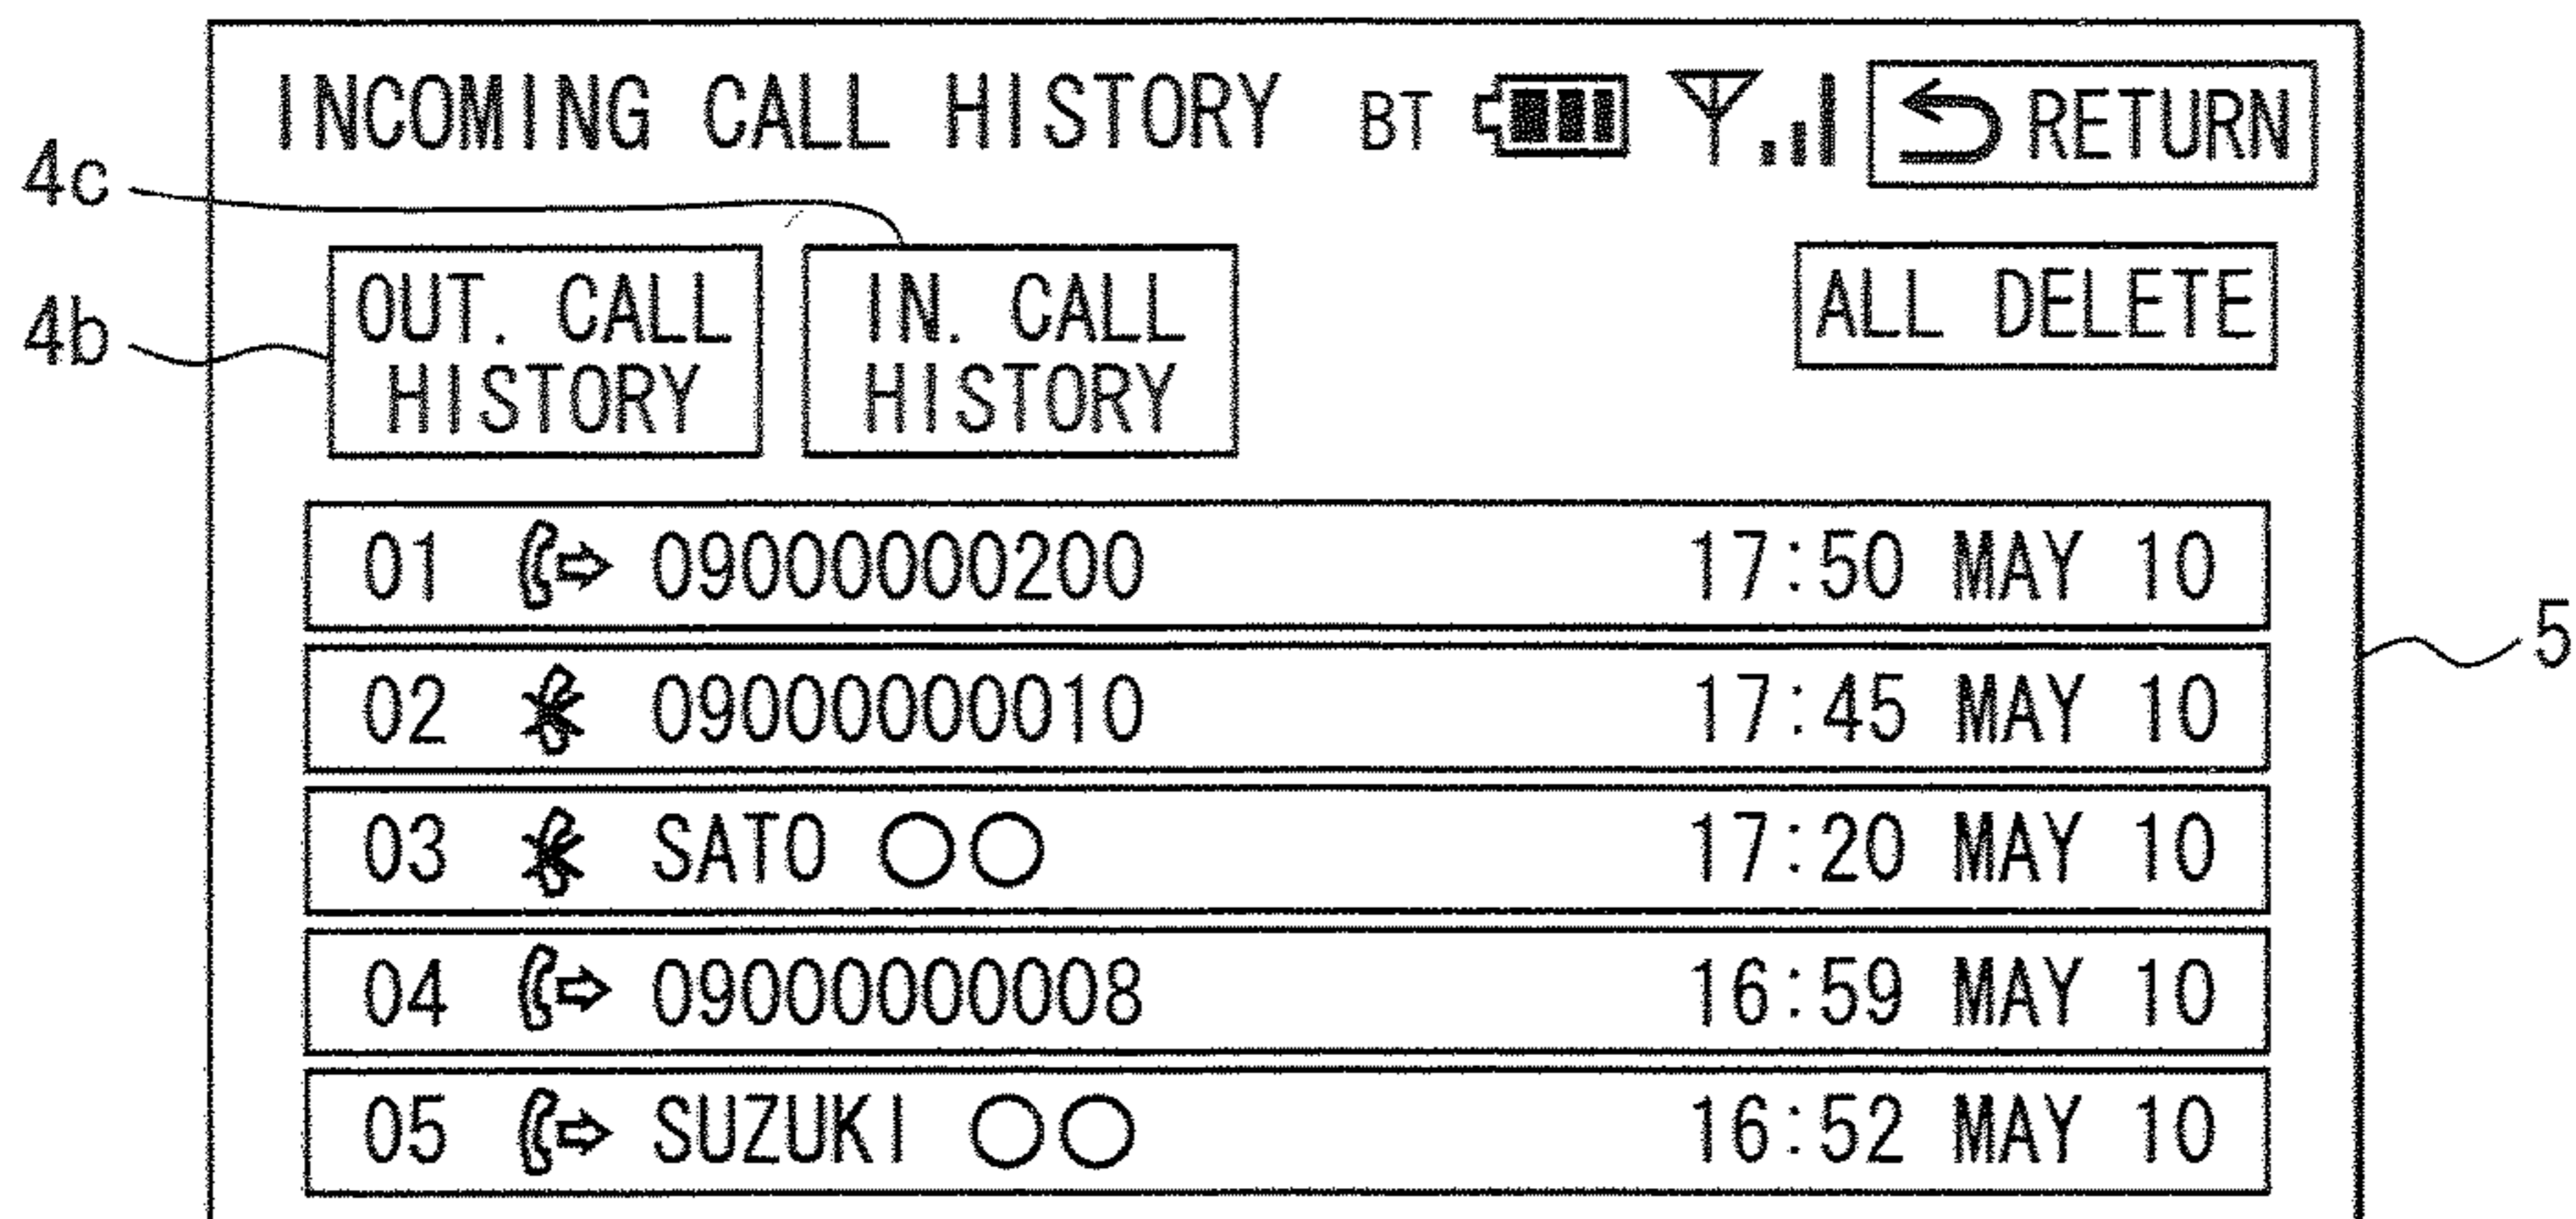 INCOMING CALL HISTORY BT RETURN
4c
OUT. CALL HISTORY
IN. CALL HISTORY
ALL DELETE
4b
01 09000000200 17:50 MAY 10
5
02 09000000010 17:45 MAY 10
03 SATO ○○ 17:20 MAY 10
04 09000000008 16:59 MAY 10
05 SUZUKI ○○ 16:52 MAY 10